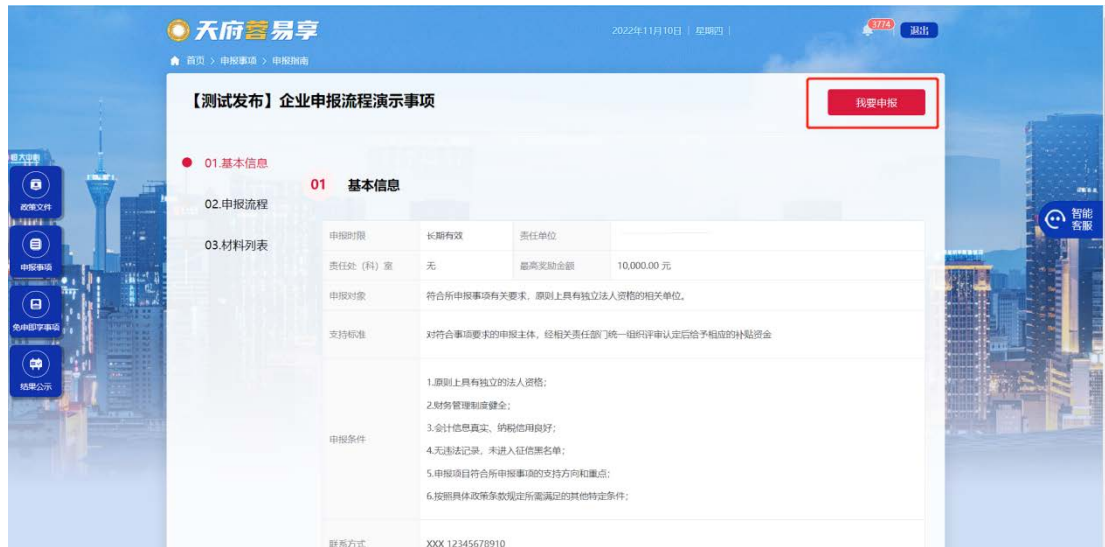 天府蓉易享
2022年11月10日 | 星期四 |
3774
退出
首页 > 申报事项 > 申报指南
【测试发布】企业申报流程演示事项
我要申报
01.基本信息
02.申报流程
03.材料列表
01 基本信息
申报时限 长期有效 责任单位
责任处（科）室 无 最高奖励金额 10,000.00 元
申报对象 符合所申报事项有关要求、原则上具有独立法人资格的相关单位。
支持标准 对符合事项要求的申报主体，经相关责任部门统一组织评审认定后给予相应的补贴资金
申报条件
1.原则上具有独立的法人资格;
2.财务管理制度健全;
3.会计信息真实、纳税信用良好;
4.无违法记录，未进入征信黑名单;
5.申报项目符合所申报事项的支持方向和重点;
6.按照具体政策条款规定所需满足的其他特定条件;
联系方式 XXX 12345678910
政策文件
申报事项
免申即享事项
结果公示
智能
客服